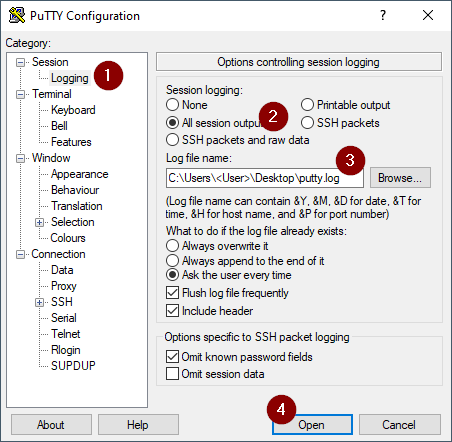 PuTTY Configuration
?
Category:
Session
Logging
1
Terminal
Keyboard
Bell
Features
Window
Appearance
Behaviour
Translation
Selection
Colours
Connection
Data
Proxy
SSH
Serial
Telnet
Rlogin
SUPDUP
Options controlling session logging
Session logging:
None
Printable output
All session output
2
SSH packets
SSH packets and raw data
Log file name:
3
C:\Users\<User>\Desktop\putty.log
Browse...
(Log file name can contain &Y, &M, &D for date, &T for
time, &H for host name, and &P for port number)
What to do if the log file already exists:
Always overwrite it
Always append to the end of it
Ask the user every time
Flush log file frequently
Include header
Options specific to SSH packet logging
Omit known password fields
Omit session data
4
About
Help
Open
Cancel